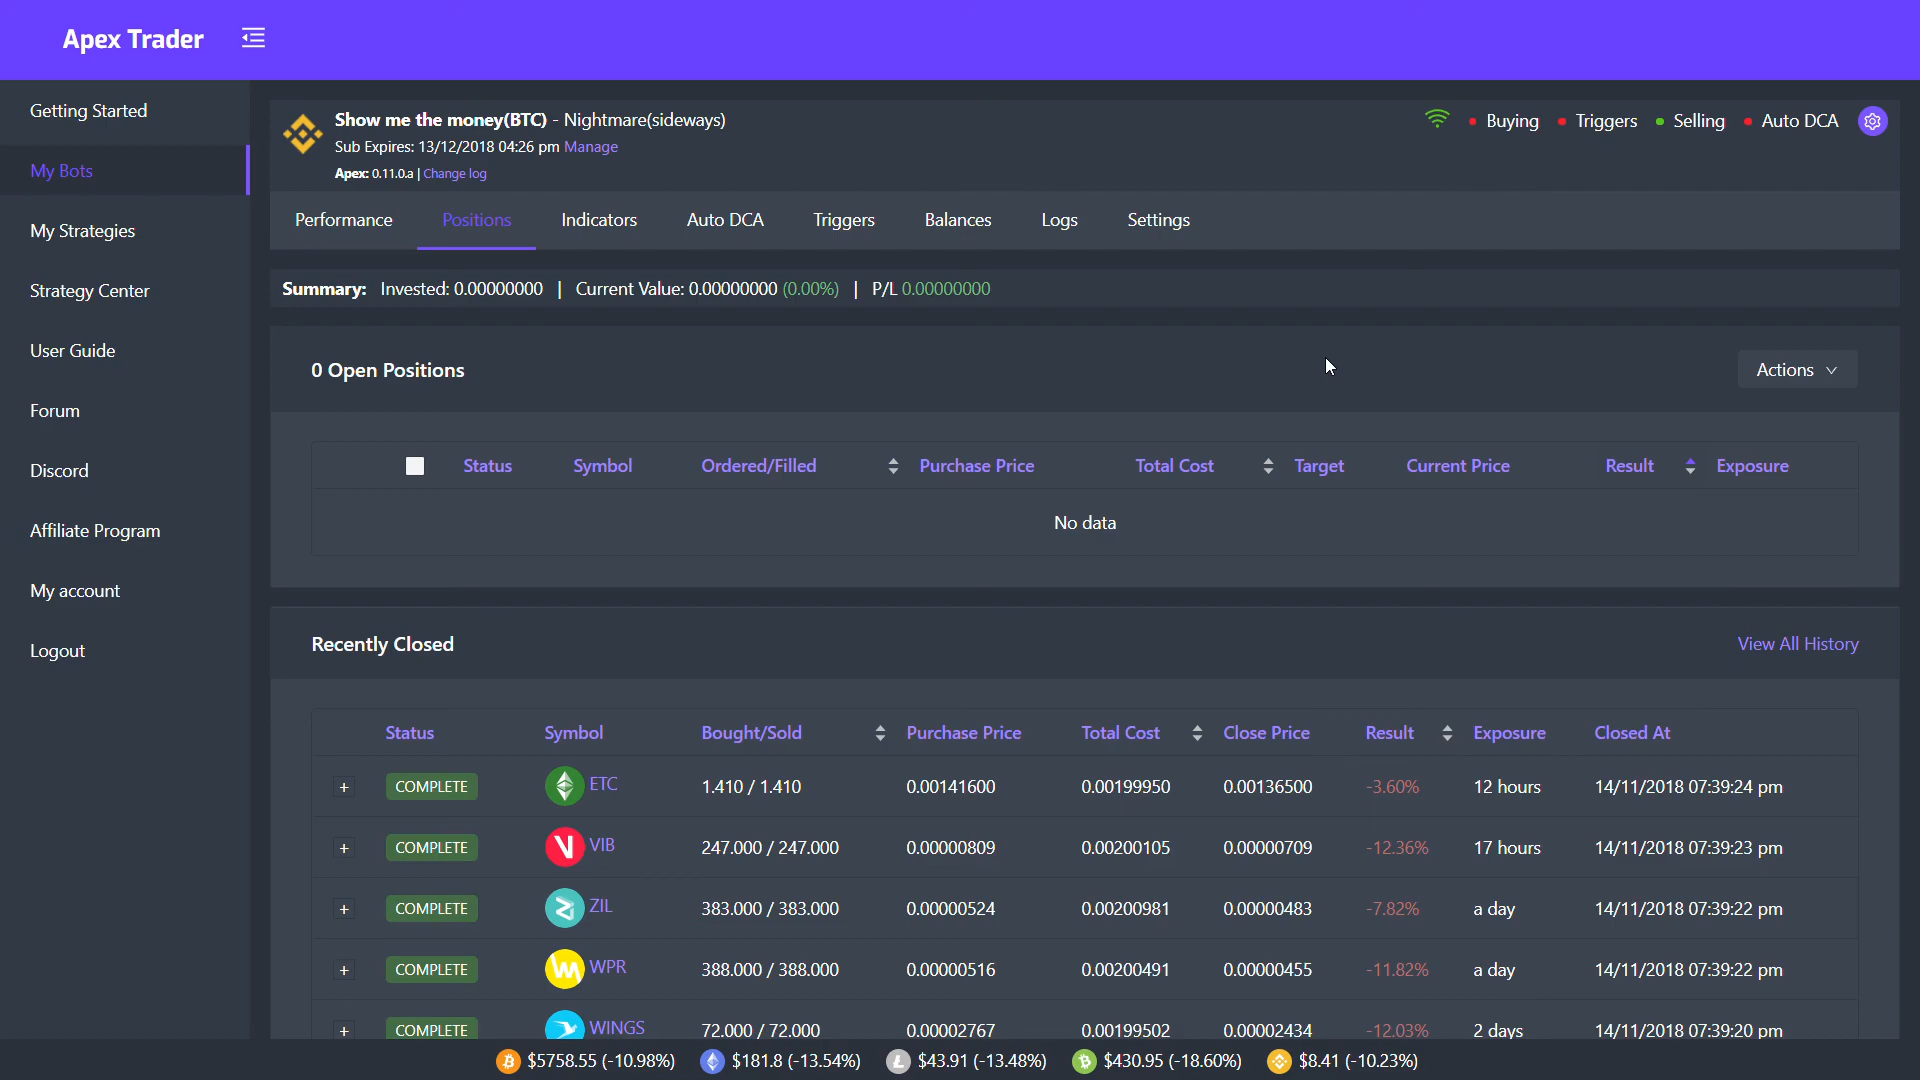 Apex Trader
Getting Started
My Bots
My Strategies
Strategy Center
User Guide
Forum
Discord
Affiliate Program
My account
Logout
Show me the money(BTC) - Nightmare(sideways)
Sub Expires: 13/12/2018 04:26 pm Manage
Apex: 0.11.0.a | Change log
Buying Triggers Selling Auto DCA
Performance Positions Indicators Auto DCA Triggers Balances Logs Settings
Summary: Invested: 0.00000000 | Current Value: 0.00000000 (0.00%) | P/L 0.00000000
0 Open Positions Actions
Status Symbol Ordered/Filled Purchase Price Total Cost Target Current Price Result Exposure
No data
Recently Closed View All History
Status Symbol Bought/Sold Purchase Price Total Cost Close Price Result Exposure Closed At
+ COMPLETE ETC 1.410 / 1.410 0.00141600 0.00199950 0.00136500 -3.60% 12 hours 14/11/2018 07:39:24 pm
+ COMPLETE VIB 247.000 / 247.000 0.00000809 0.00200105 0.00000709 -12.36% 17 hours 14/11/2018 07:39:23 pm
+ COMPLETE ZIL 383.000 / 383.000 0.00000524 0.00200981 0.00000483 -7.82% a day 14/11/2018 07:39:22 pm
+ COMPLETE WPR 388.000 / 388.000 0.00000516 0.00200491 0.00000455 -11.82% a day 14/11/2018 07:39:22 pm
+ COMPLETE WINGS 72.000 / 72.000 0.00002767 0.00199502 0.00002434 -12.03% 2 days 14/11/2018 07:39:20 pm
$5758.55 (-10.98%) $181.8 (-13.54%) $43.91 (-13.48%) $430.95 (-18.60%) $8.41 (-10.23%)